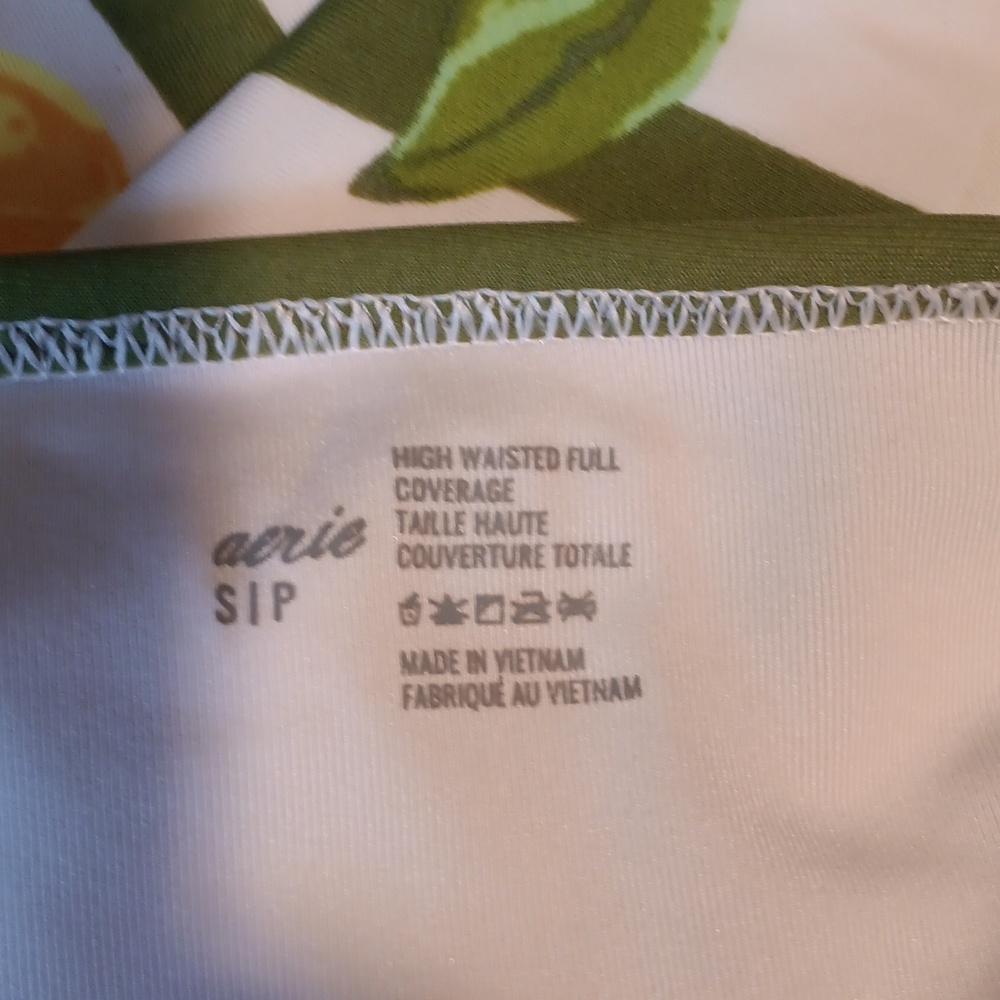 aerie
S | P
HIGH WAISTED FULL
COVERAGE
TAILLE HAUTE
COUVERTURE TOTALE
MADE IN VIETNAM
FABRIQUÉ AU VIETNAM